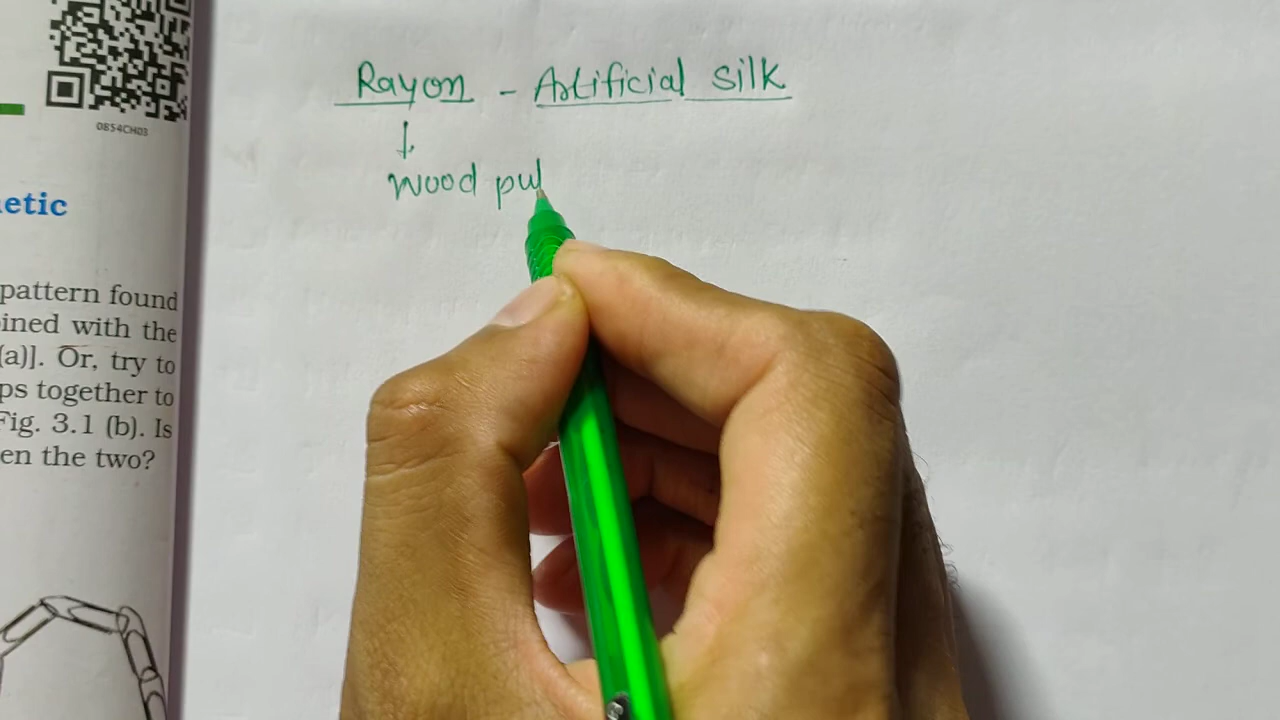 0854CH03
etic
pattern found
ined with the
(a)]. Or, try to
ps together to
Fig. 3.1 (b). Is
en the two?
Rayon - Artificial silk
Wood pul